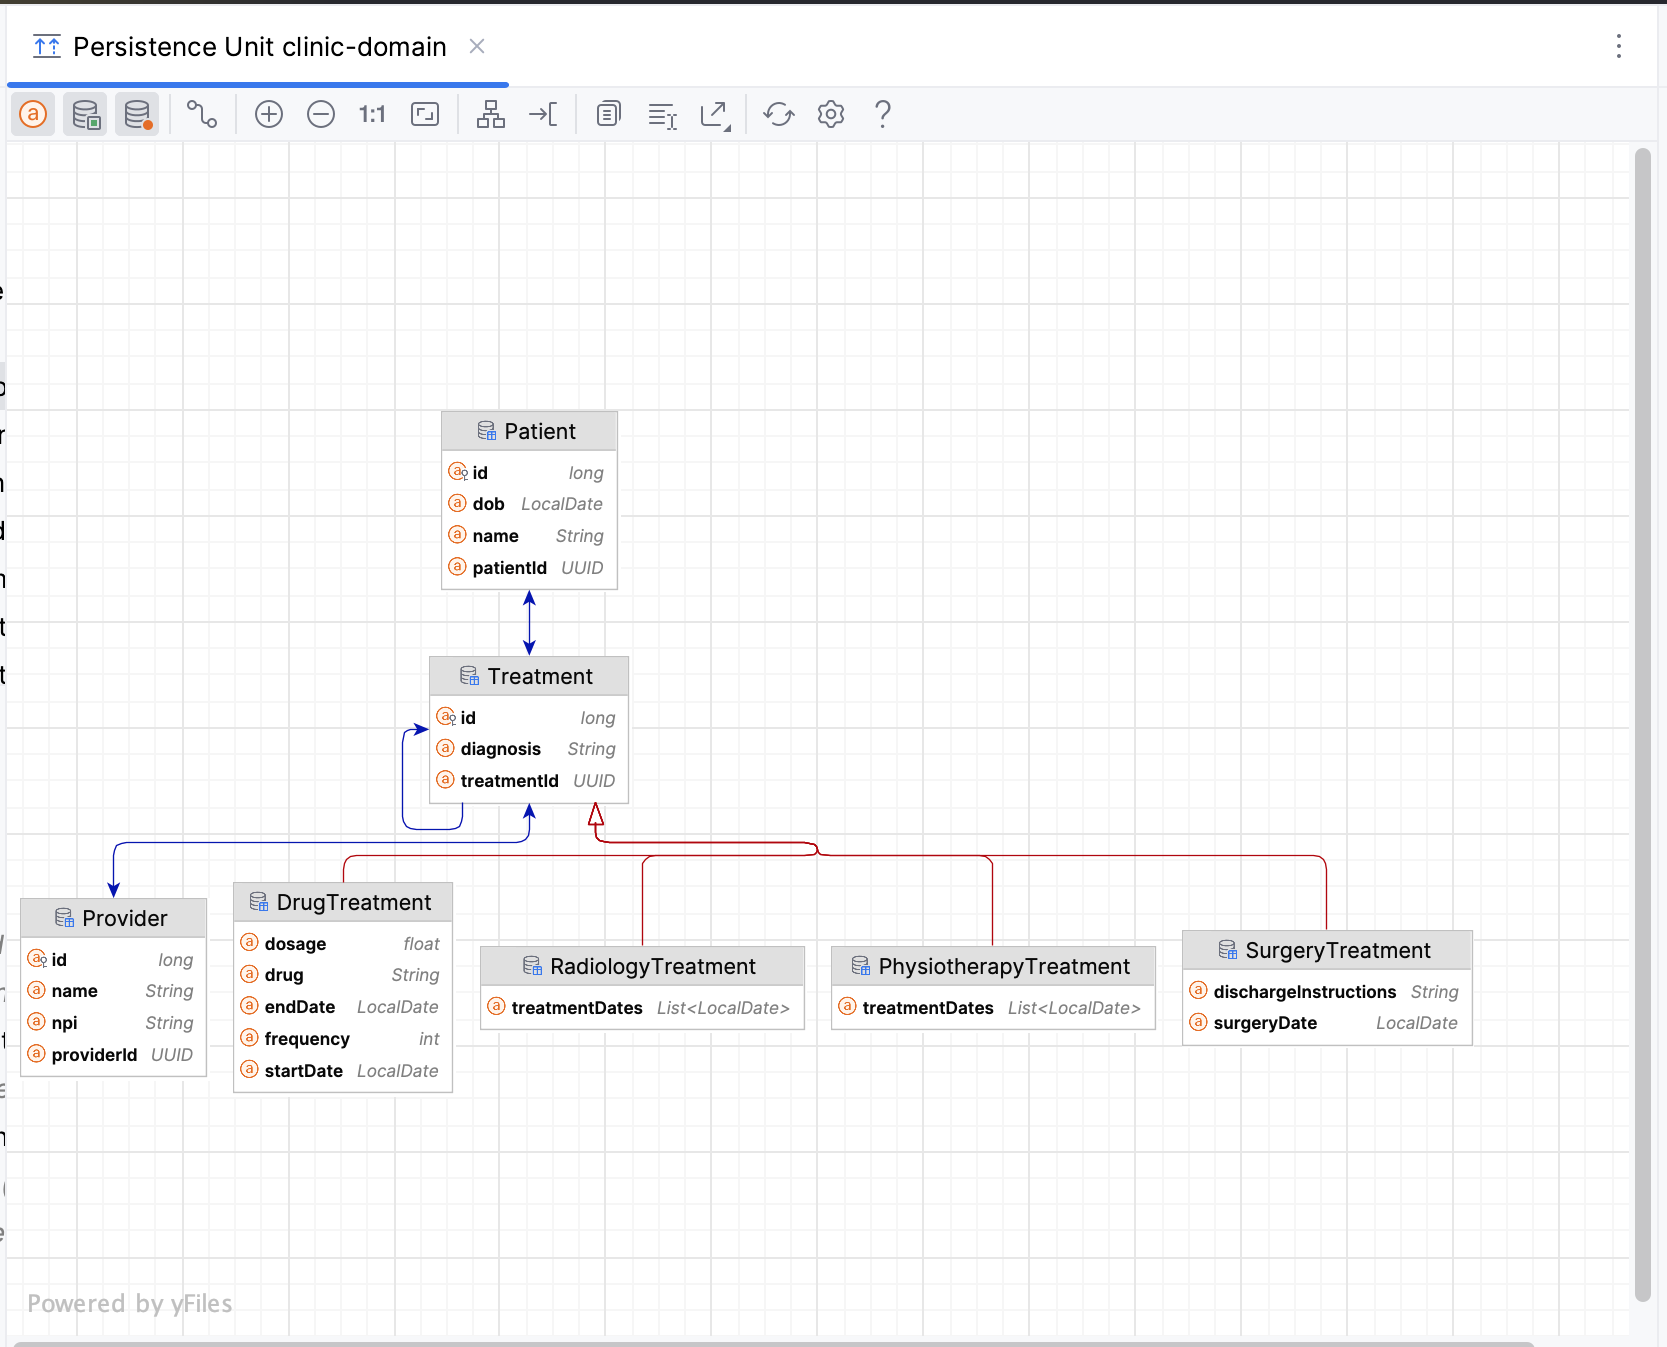 Persistence Unit clinic-domain
1:1
Patient
id long
dob LocalDate
name String
patientId UUID
Treatment
id long
diagnosis String
treatmentId UUID
Provider
id long
name String
npi String
providerId UUID
DrugTreatment
dosage float
drug String
endDate LocalDate
frequency int
startDate LocalDate
RadiologyTreatment
treatmentDates List<LocalDate>
PhysiotherapyTreatment
treatmentDates List<LocalDate>
SurgeryTreatment
dischargeInstructions String
surgeryDate LocalDate
Powered by yFiles